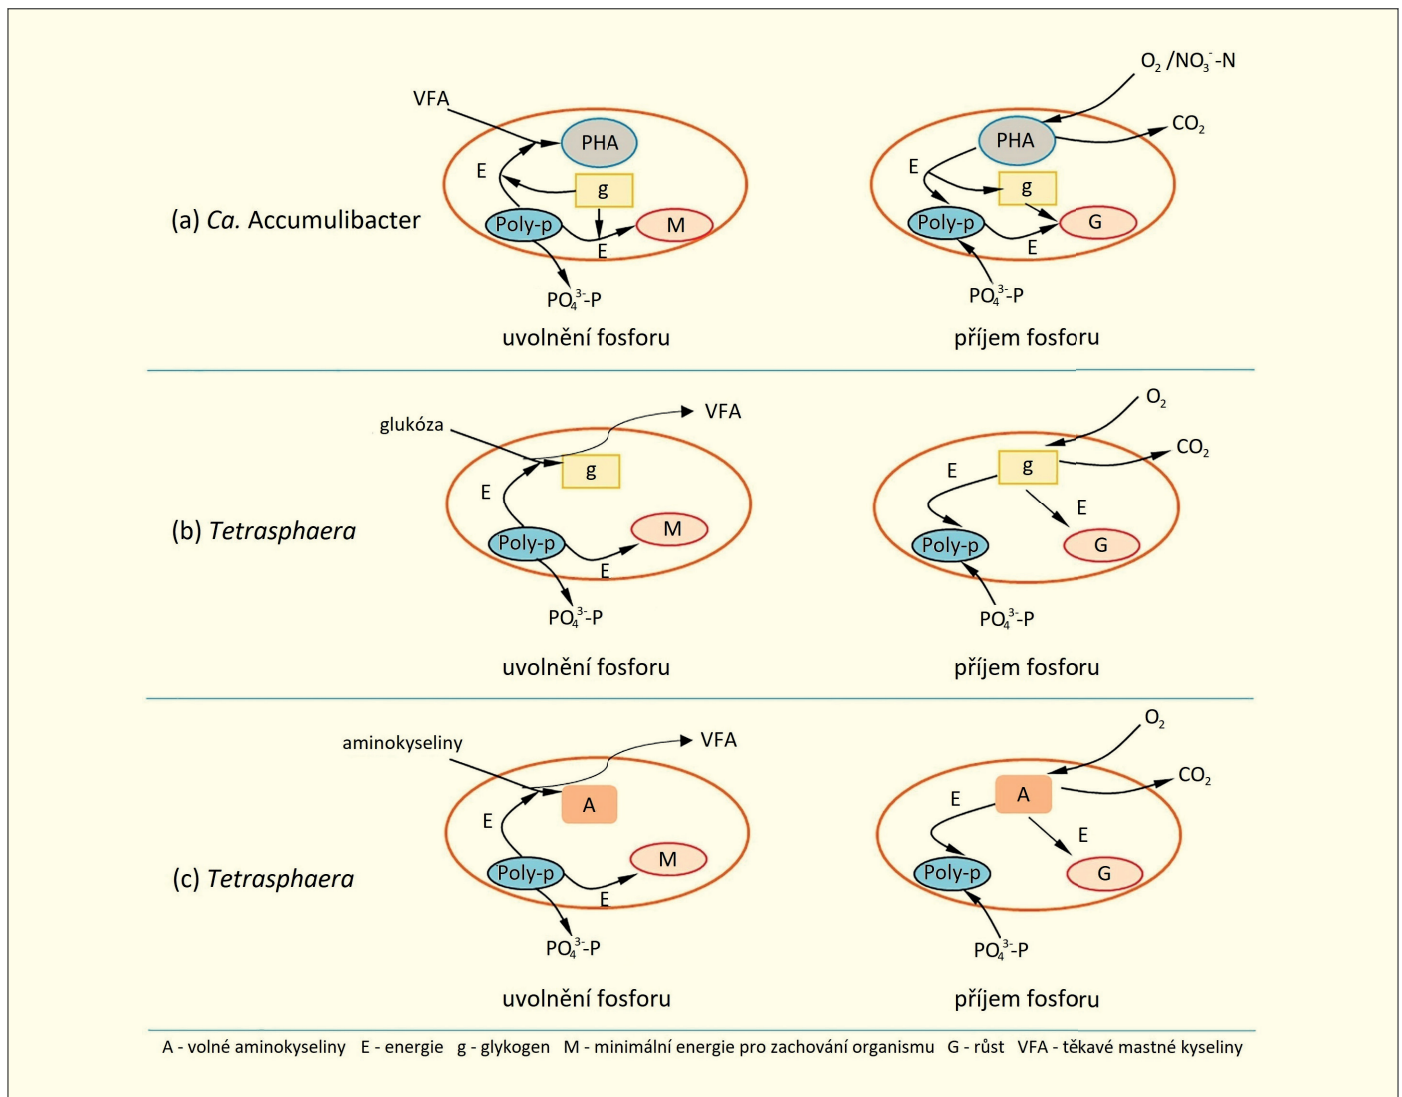 VFA
PHA
E
g
Poly-p
M
E
PO₄³⁻-P
uvolnění fosforu
(a) Ca. Accumulibacter
O₂ /NO₃⁻-N
PHA
CO₂
E
g
Poly-p
G
E
PO₄³⁻-P
příjem fosforu
glukóza
VFA
g
E
Poly-p
M
E
PO₄³⁻-P
uvolnění fosforu
(b) Tetrasphaera
O₂
CO₂
g
E
E
Poly-p
G
PO₄³⁻-P
příjem fosforu
aminokyseliny
VFA
A
E
Poly-p
M
E
PO₄³⁻-P
uvolnění fosforu
(c) Tetrasphaera
O₂
CO₂
A
E
E
Poly-p
G
PO₄³⁻-P
příjem fosforu
A - volné aminokyseliny E - energie g - glykogen M - minimální energie pro zachování organismu G - růst VFA - těkavé mastné kyseliny